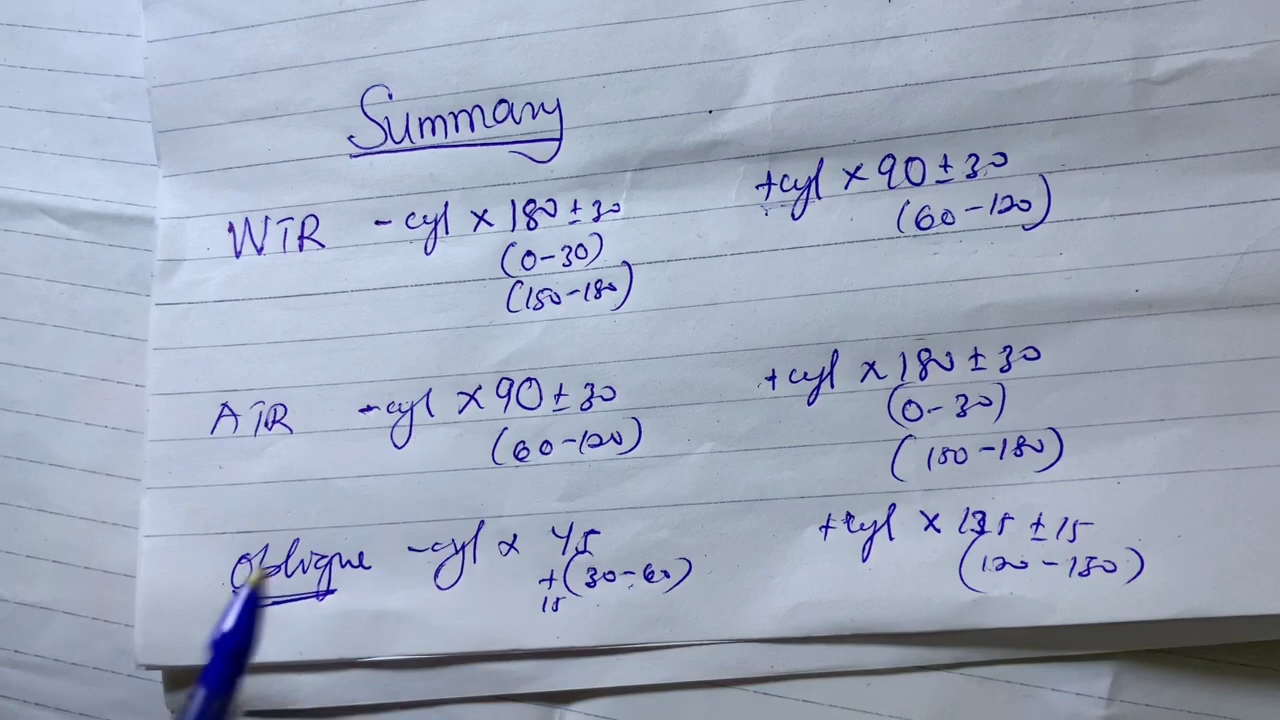 Summary
WTR -cyl × 180 ± 30 +cyl × 90 ± 30
(0-30) (60-120)
(150-180)
ATR -cyl × 90 ± 30 +cyl × 180 ± 30
(60-120) (0-30)
(150-180)
Oblique -cyl × 45 +cyl × 135 ± 15
± (30-60) (120-150)
15